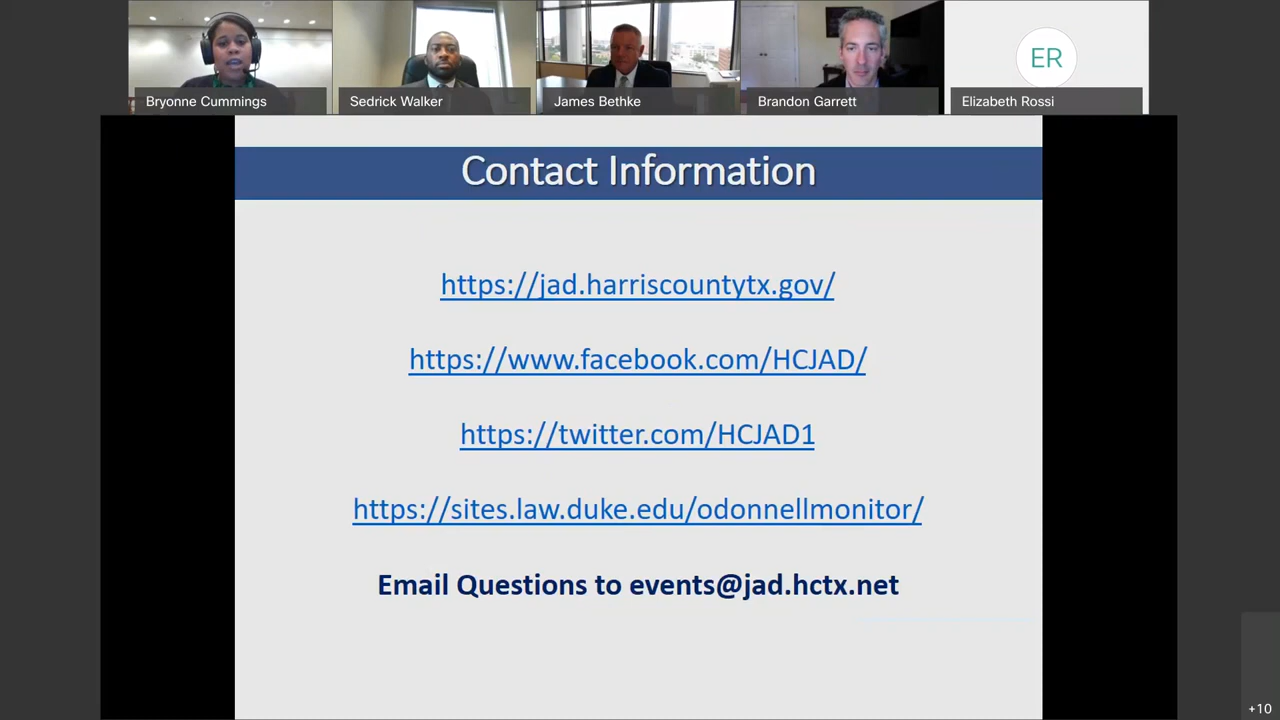 Bryonne Cummings
Sedrick Walker
James Bethke
Brandon Garrett
ER
Elizabeth Rossi
Contact Information
https://jad.harriscountytx.gov/
https://www.facebook.com/HCJAD/
https://twitter.com/HCJAD1
https://sites.law.duke.edu/odonnellmonitor/
Email Questions to events@jad.hctx.net
+10